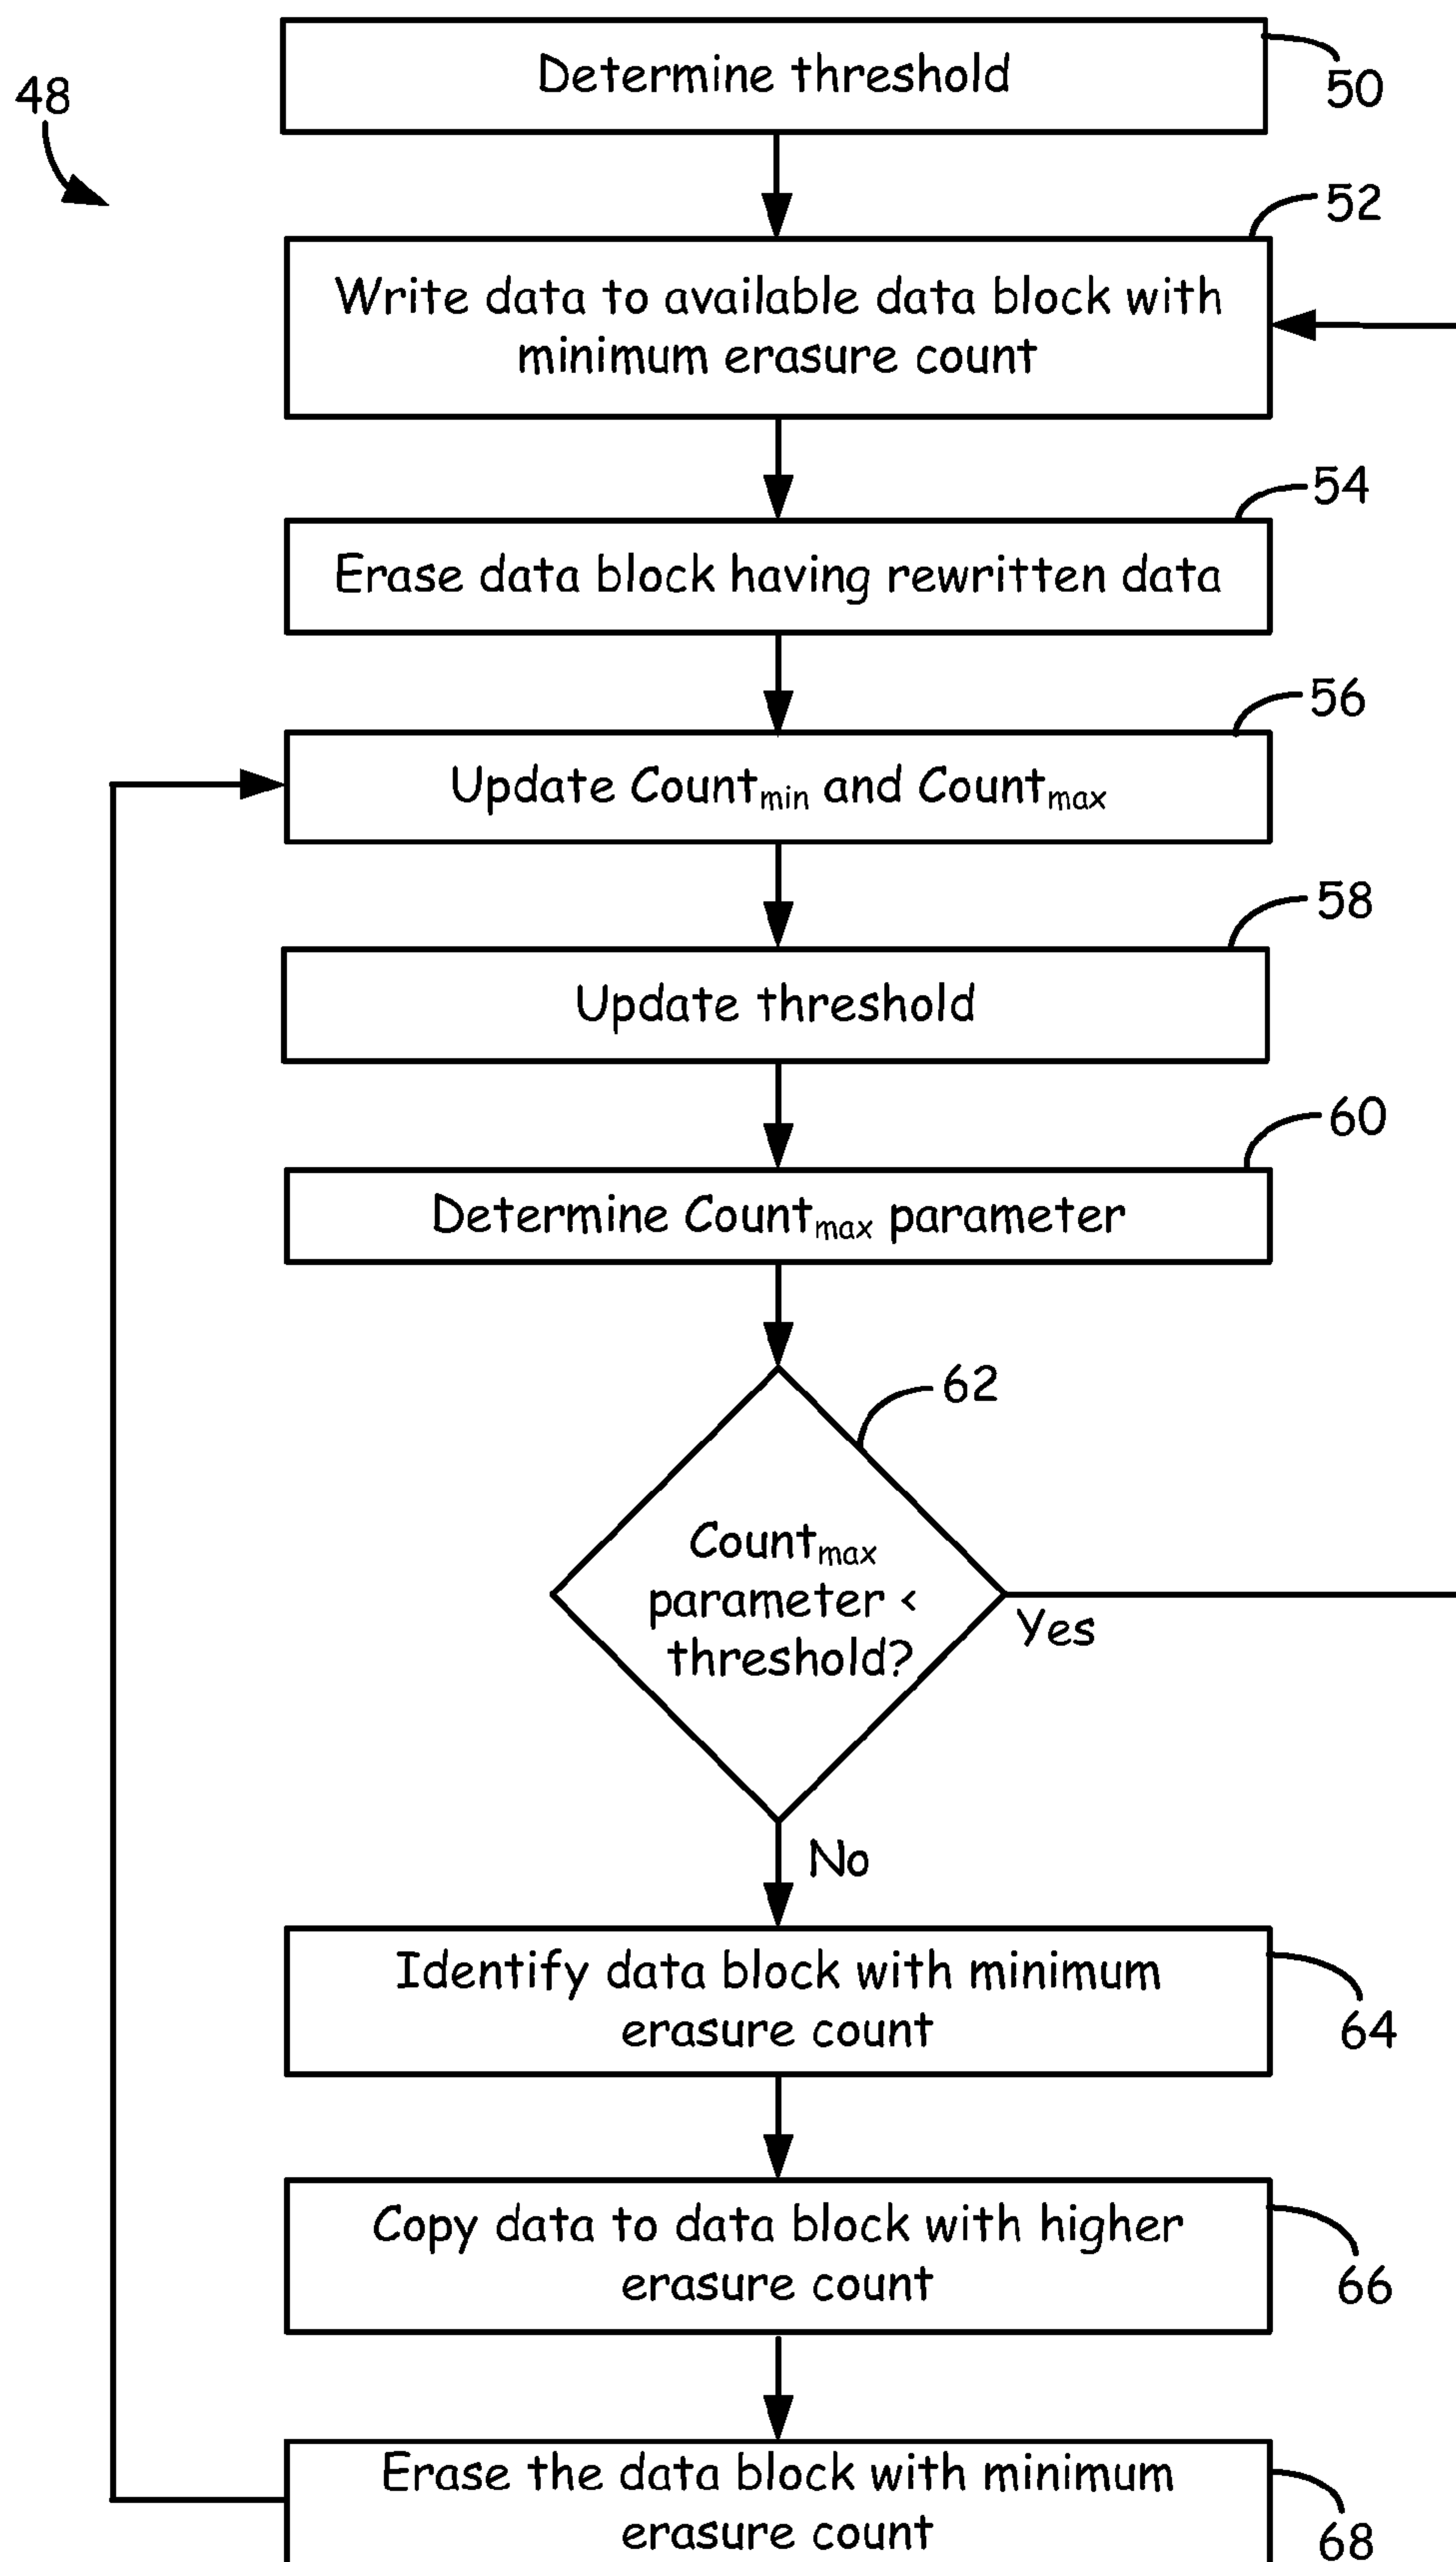 Determine threshold
50
48
52
Write data to available data block with
minimum erasure count
54
Erase data block having rewritten data
56
Update Countmin and Countmax
58
Update threshold
60
Determine Countmax parameter
62
Countmax
parameter <
threshold?
Yes
No
Identify data block with minimum
erasure count
64
Copy data to data block with higher
erasure count
66
Erase the data block with minimum
erasure count
68